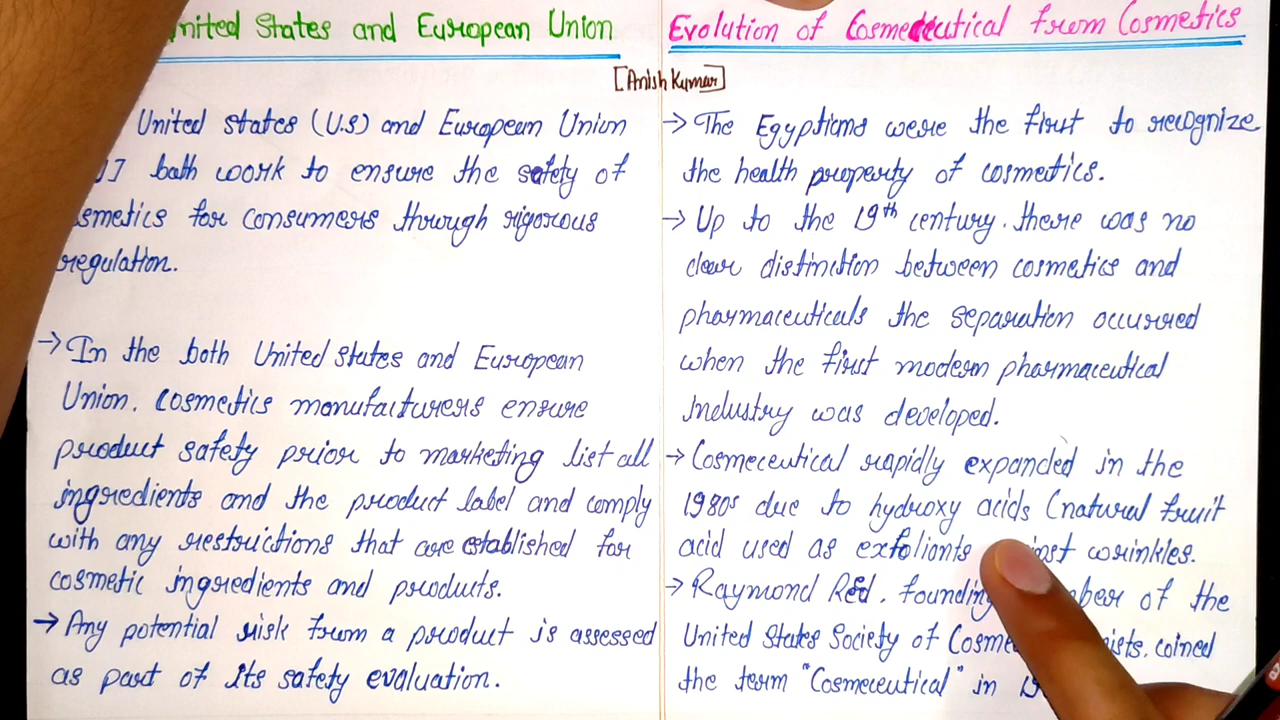 United States and European Union
United States (U.S) and European Union
both work to ensure the safety of
for consumers through rigorous
regulation.
→ In the both United States and European
Union. Cosmetics manufacturers ensure
product safety prior to marketing list all
ingredients and the product label and comply
with any restrictions that are established for
cosmetic ingredients and products.
→ Any potential risk from a product is assessed
as part of its safety evaluation.
Evolution of Cosmeceutical from Cosmetics
[Anish Kumar]
→ The Egyptians were the first to recognize
the health property of cosmetics.
→ Up to the 19th century. there was no
clear distinction between cosmetics and
pharmaceuticals the separation occurred
when the first modern pharmaceutical
industry was developed.
→ Cosmeceutical rapidly expanded in the
1980s due to hydroxy acids (natural fruit
acid used as exfolionts wrinkles.
→ Raymond Red. founding of the
United States Society of coined
the term "Cosmeceutical" in